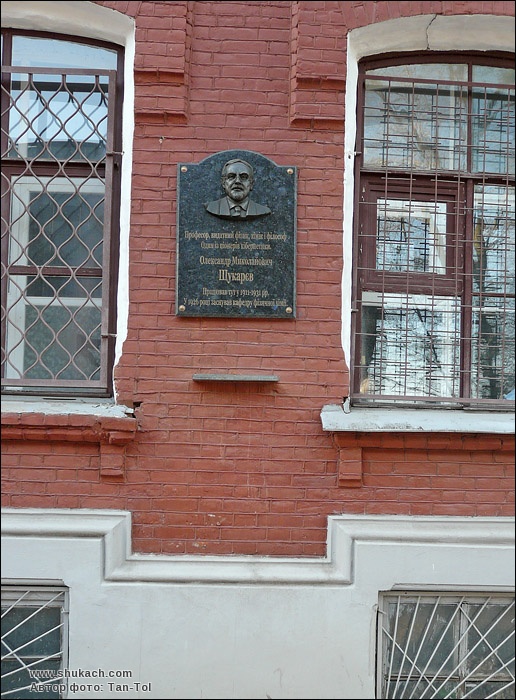 Професор, видатний фізик, хімік і філософ
Один із піонерів кібернетики.
Олександр Миколайович
Щукарєв
Працював тут у 1911-1931 рр.
У 1926 році заснував кафедру фізичної хімії
www.shukach.com
Автор фото: Tan-Tol